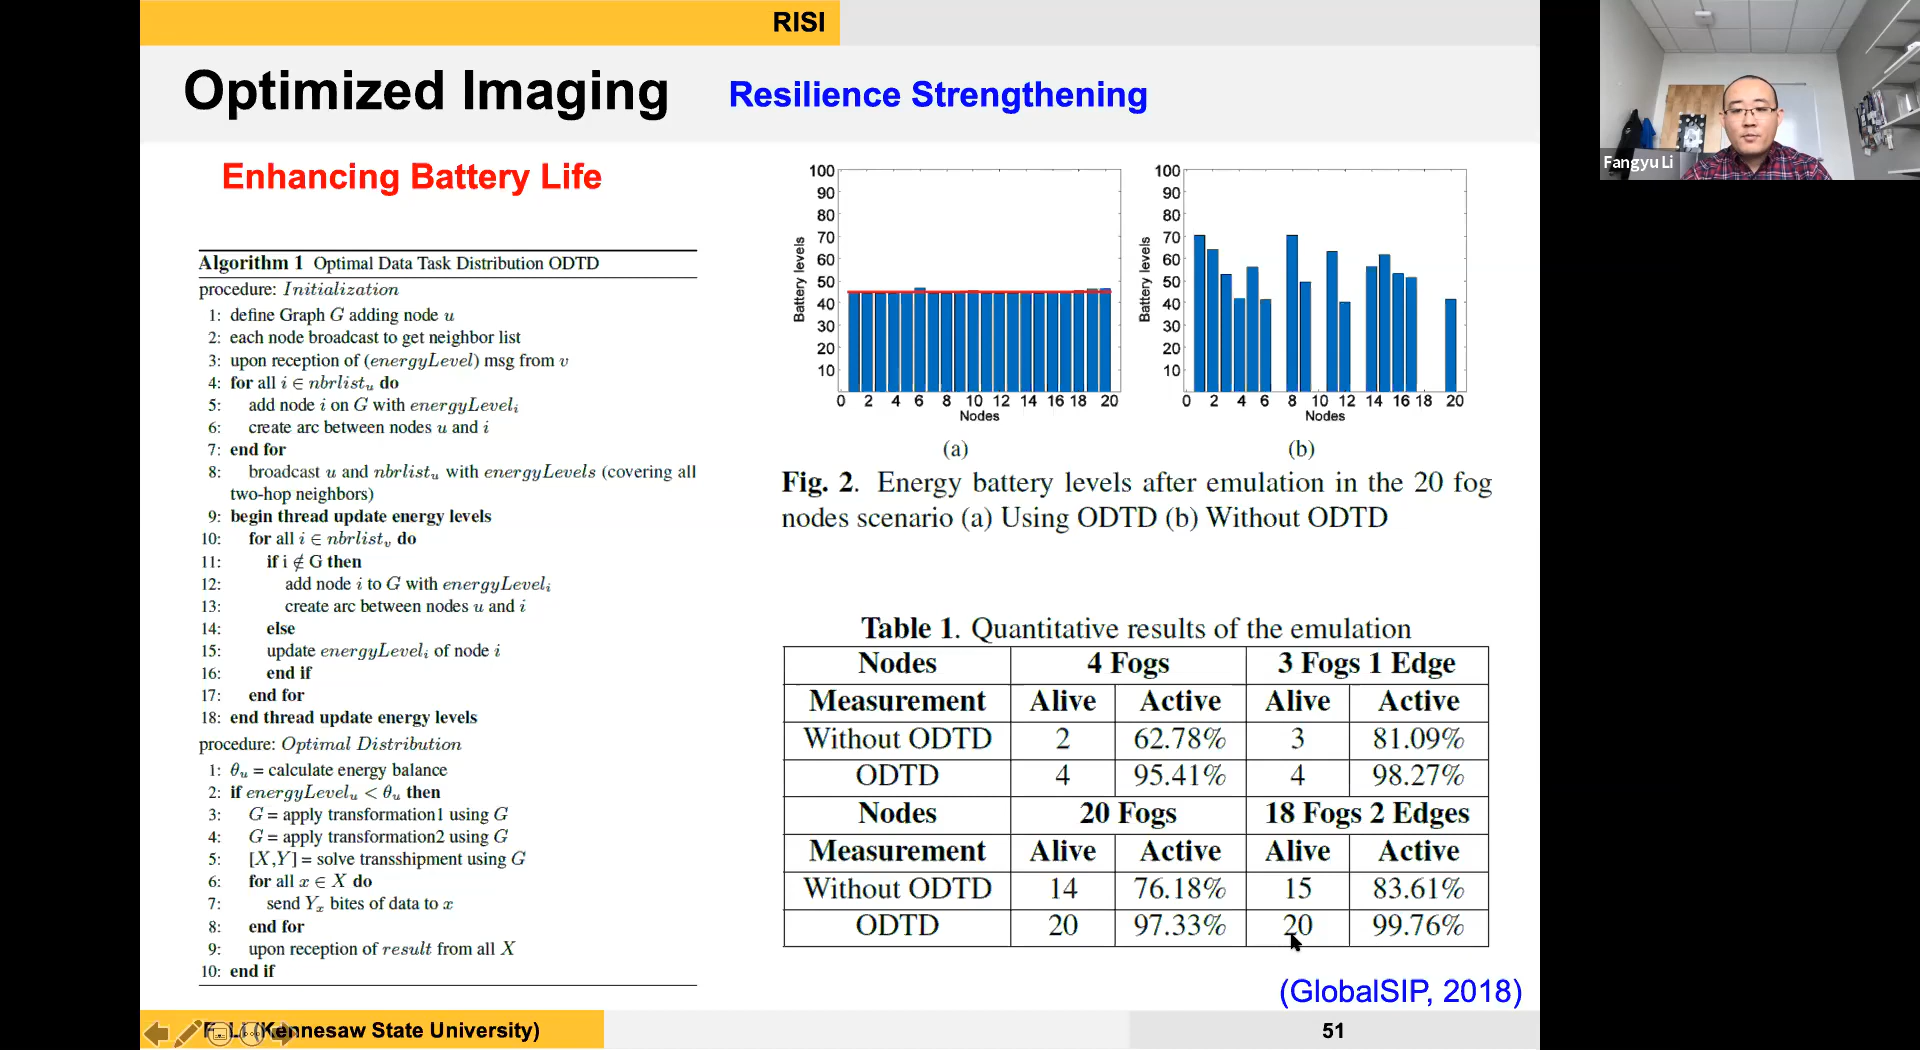 RISI
Optimized Imaging
Resilience Strengthening
Fangyu Li
Enhancing Battery Life
Algorithm 1 Optimal Data Task Distribution ODTD
procedure: Initialization
1: define Graph G adding node u
2: each node broadcast to get neighbor list
3: upon reception of (energyLevel) msg from v
4: for all i ∈ nbrlist_u do
5: add node i on G with energyLevel_i
6: create arc between nodes u and i
7: end for
8: broadcast u and nbrlist_u with energyLevels (covering all
two-hop neighbors)
9: begin thread update energy levels
10: for all i ∈ nbrlist_v do
11: if i ∉ G then
12: add node i to G with energyLevel_i
13: create arc between nodes u and i
14: else
15: update energyLevel_i of node i
16: end if
17: end for
18: end thread update energy levels
procedure: Optimal Distribution
1: θ_u = calculate energy balance
2: if energyLevel_u < θ_u then
3: G = apply transformation1 using G
4: G = apply transformation2 using G
5: [X,Y] = solve transshipment using G
6: for all x ∈ X do
7: send Y_x bites of data to x
8: end for
9: upon reception of result from all X
10: end if
100
90
80
70
60
50
40
30
20
10
Battery levels
0 2 4 6 8 10 12 14 16 18 20
Nodes
(a)
100
90
80
70
60
50
40
30
20
10
Battery levels
0 2 4 6 8 10 12 14 16 18 20
Nodes
(b)
Fig. 2. Energy battery levels after emulation in the 20 fog
nodes scenario (a) Using ODTD (b) Without ODTD
Table 1. Quantitative results of the emulation
Nodes 4 Fogs 3 Fogs 1 Edge
Measurement Alive Active Alive Active
Without ODTD 2 62.78% 3 81.09%
ODTD 4 95.41% 4 98.27%
Nodes 20 Fogs 18 Fogs 2 Edges
Measurement Alive Active Alive Active
Without ODTD 14 76.18% 15 83.61%
ODTD 20 97.33% 20 99.76%
(GlobalSIP, 2018)
F. Li (Kennesaw State University)
51